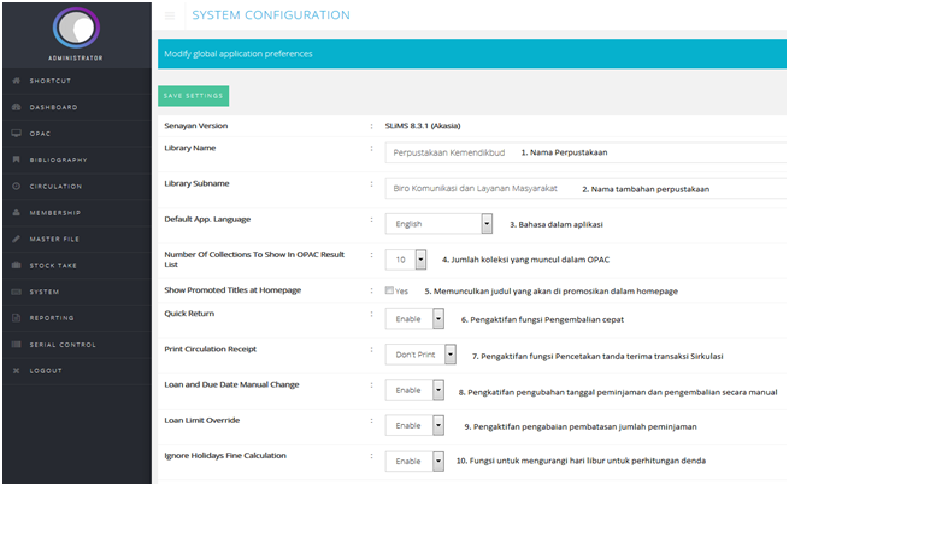 SYSTEM CONFIGURATION
ADMINISTRATOR
SHORTCUT
DASHBOARD
OPAC
BIBLIOGRAPHY
CIRCULATION
MEMBERSHIP
MASTER FILE
STOCK TAKE
SYSTEM
REPORTING
SERIAL CONTROL
LOGOUT
Modify global application preferences
SAVE SETTINGS
Senayan Version : SLiMS 8.3.1 (Akasia)
Library Name : Perpustakaan Kemendikbud 1. Nama Perpustakaan
Library Subname : Biro Komunikasi dan Layanan Masyarakat 2. Nama tambahan perpustakaan
Default App. Language : English 3. Bahasa dalam aplikasi
Number Of Collections To Show In OPAC Result : 10 4. Jumlah koleksi yang muncul dalam OPAC
List
Show Promoted Titles at Homepage : Yes 5. Memunculkan judul yang akan di promosikan dalam homepage
Quick Return : Enable 6. Pengaktifan fungsi Pengembalian cepat
Print Circulation Receipt : Don't Print 7. Pengaktifan fungsi Pencetakan tanda terima transaksi Sirkulasi
Loan and Due Date Manual Change : Enable 8. Pengkatifan pengubahan tanggal peminjaman dan pengembalian secara manual
Loan Limit Override : Enable 9. Pengaktifan pengabaian pembatasan jumlah peminjaman
Ignore Holidays Fine Calculation : Enable 10. Fungsi untuk mengurangi hari libur untuk perhitungan denda